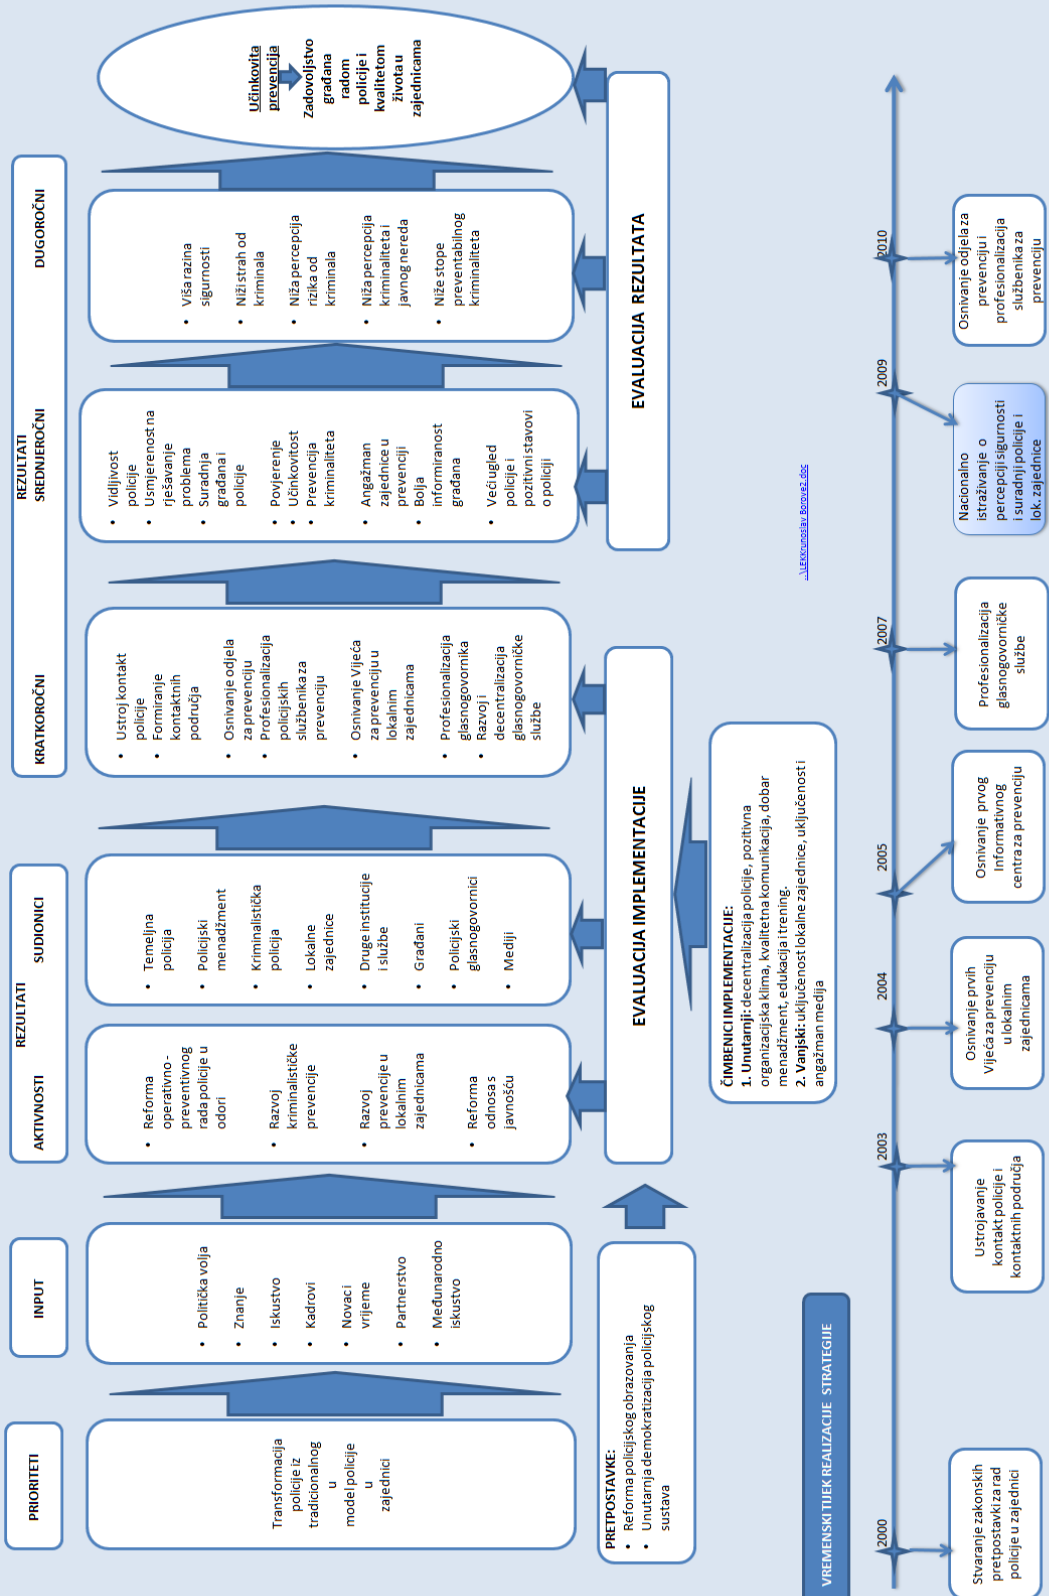 PRIORITETI
INPUT
REZULTATI
AKTIVNOSTI
SUDIONICI
REZULTATI
KRATKOROČNI
SREDNJEROČNI
DUGOROČNI
Transformacija
policije iz
tradicionalnog
u
model policije
u
zajednici
• Politička volja
• Znanje
• Iskustvo
• Kadrovi
• Novac i
vrijeme
• Partnerstvo
• Međunarodno
iskustvo
• Reforma
operativno-
preventivnog
rada policije u
odori
• Razvoj
kriminalističke
prevencije
• Razvoj
prevencije u
lokalnim
zajednicama
• Reforma
odnosa s
javnošću
• Temeljna
policija
• Policijski
menadžment
• Kriminalistička
policija
• Lokalne
zajednice
• Druge institucije
i službe
• Građani
• Policijski
glasnogovornici
• Mediji
• Ustroj kontakt
policije
• Formiranje
kontaktnih
područja
• Osnivanje odjela
za prevenciju
• Profesionalizacija
policijskih
službenika za
prevenciju
• Osnivanje Vijeća
za prevenciju u
lokalnim
zajednicama
• Profesionalizacija
glasnogovornika
• Razvoj i
decentralizacija
glasnogovorničke
službe
• Vidljivost
policije
• Usmjerenost na
rješavanje
problema
• Suradnja
građana i
policije
• Povjerenje
• Učinkovitost
• Prevencija
kriminaliteta
• Angažman
zajednice u
prevenciji
• Bolja
informiranost
građana
• Veći ugled
policije i
pozitivni stavovi
o policiji
• Viša razina
sigurnosti
• Niži strah od
kriminala
• Niža percepcija
rizika od
kriminala
• Niža percepcija
kriminaliteta i
javnog nereda
• Niže stope
preventabilnog
kriminaliteta
Učinkovita
prevencija
Zadovoljstvo
građana
radom
policije i
kvalitetom
života u
zajednicama
PRETPOSTAVKE:
• Reforma policijskog obrazovanja
• Unutarnja demokratizacija policijskog
sustava
EVALUACIJA IMPLEMENTACIJE
EVALUACIJA REZULTATA
ČIMBENICI IMPLEMENTACIJE:
1. Unutarnji: decentralizacija policije, pozitivna
organizacijska klima, kvalitetna komunikacija, dobar
menadžment, edukacija i trening.
2. Vanjski: uključenost lokalne zajednice, uključenost i
angažman medija
..\LEKKrunoslav Borovec2.doc
VREMENSKI TIJEK REALIZACIJE STRATEGIJE
2000
2003
2004
2005
2007
2009
2010
Stvaranje zakonskih
pretpostavki za rad
policije u zajednici
Ustrojavanje
kontakt policije i
kontaktnih područja
Osnivanje prvih
Vijeća za prevenciju
u lokalnim
zajednicama
Osnivanje prvog
Informativnog
centra za prevenciju
Profesionalizacija
glasnogovorničke
službe
Nacionalno
istraživanje o
percepciji sigurnosti
i suradnji policije i
lok. zajednice
Osnivanje odjela za
prevenciju i
profesionalizacija
službenika za
prevenciju